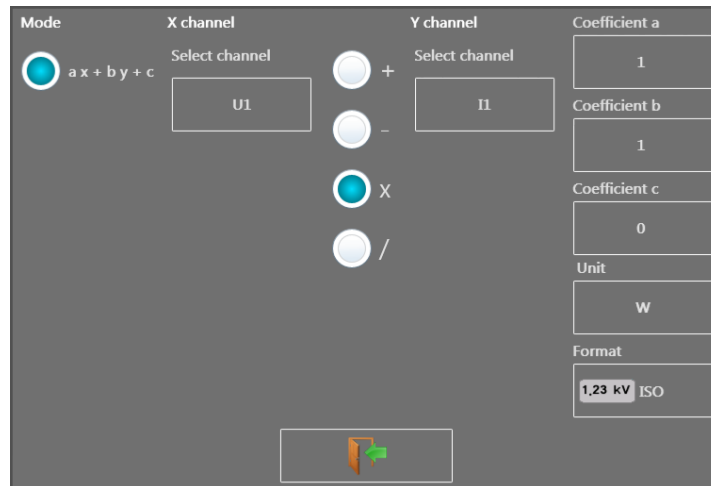 Mode
a x + b y + c
X channel
Select channel
U1
+
-
X
/
Y channel
Select channel
I1
Coefficient a
1
Coefficient b
1
Coefficient c
0
Unit
W
Format
1,23 kV ISO